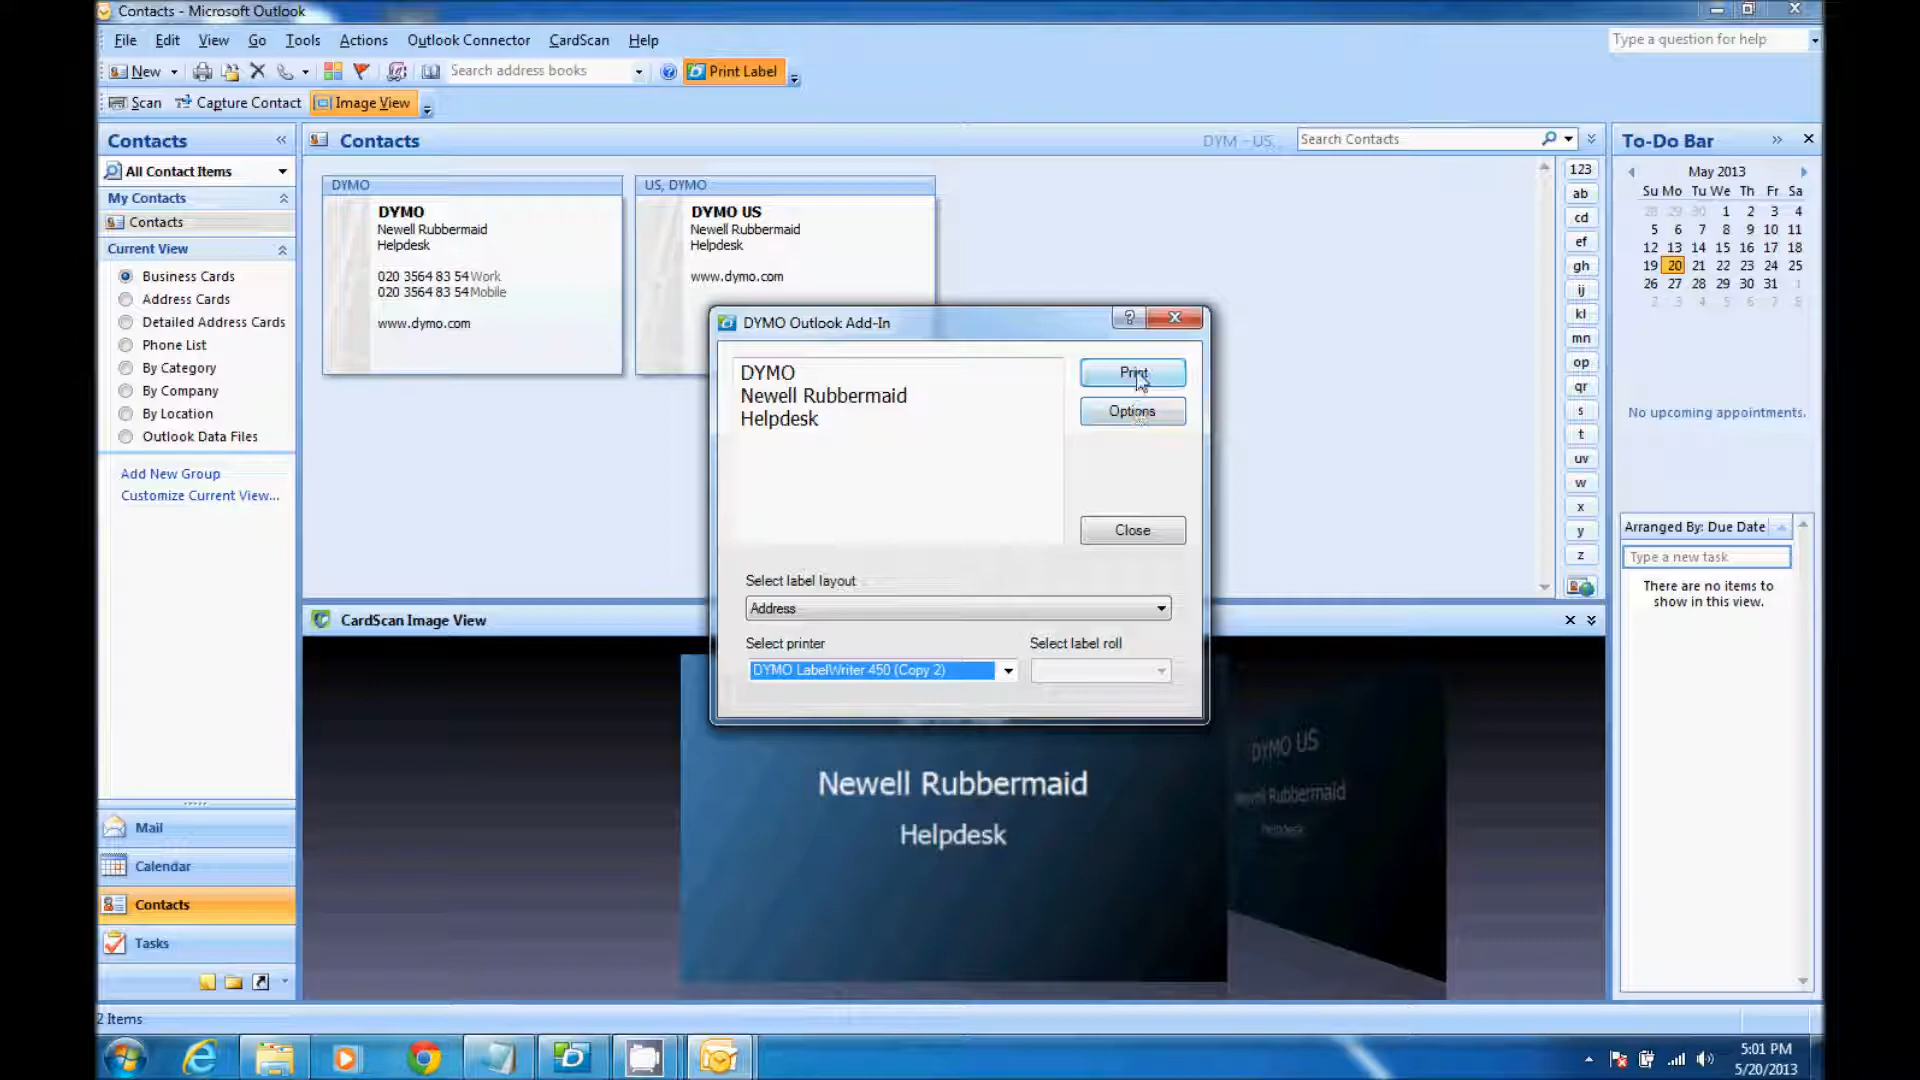 Contacts - Microsoft Outlook
File Edit View Go Tools Actions Outlook Connector CardScan Help
Type a question for help
New Search address books Print Label
Scan Capture Contact Image View
Contacts
All Contact Items
My Contacts
Contacts
Current View
Business Cards
Address Cards
Detailed Address Cards
Phone List
By Category
By Company
By Location
Outlook Data Files
Add New Group
Customize Current View...
Mail
Calendar
Contacts
Tasks
2 Items
Contacts
DYM - US,
Search Contacts
DYMO
DYMO
Newell Rubbermaid
Helpdesk
020 3564 83 54 Work
020 3564 83 54 Mobile
www.dymo.com
US, DYMO
DYMO US
Newell Rubbermaid
Helpdesk
www.dymo.com
123
ab
cd
ef
gh
ij
kl
mn
op
qr
s
t
uv
w
x
y
z
DYMO Outlook Add-In
DYMO
Newell Rubbermaid
Helpdesk
Print
Options
Close
Select label layout
Address
Select printer
Select label roll
DYMO LabelWriter 450 (Copy 2)
CardScan Image View
Newell Rubbermaid
Helpdesk
DYMO US
Newell Rubbermaid
Helpdesk
To-Do Bar
May 2013
Su Mo Tu We Th Fr Sa
28 29 30 1 2 3 4
5 6 7 8 9 10 11
12 13 14 15 16 17 18
19 20 21 22 23 24 25
26 27 28 29 30 31 1
2 3 4 5 6 7 8
No upcoming appointments.
Arranged By: Due Date
Type a new task
There are no items to
show in this view.
5:01 PM
5/20/2013